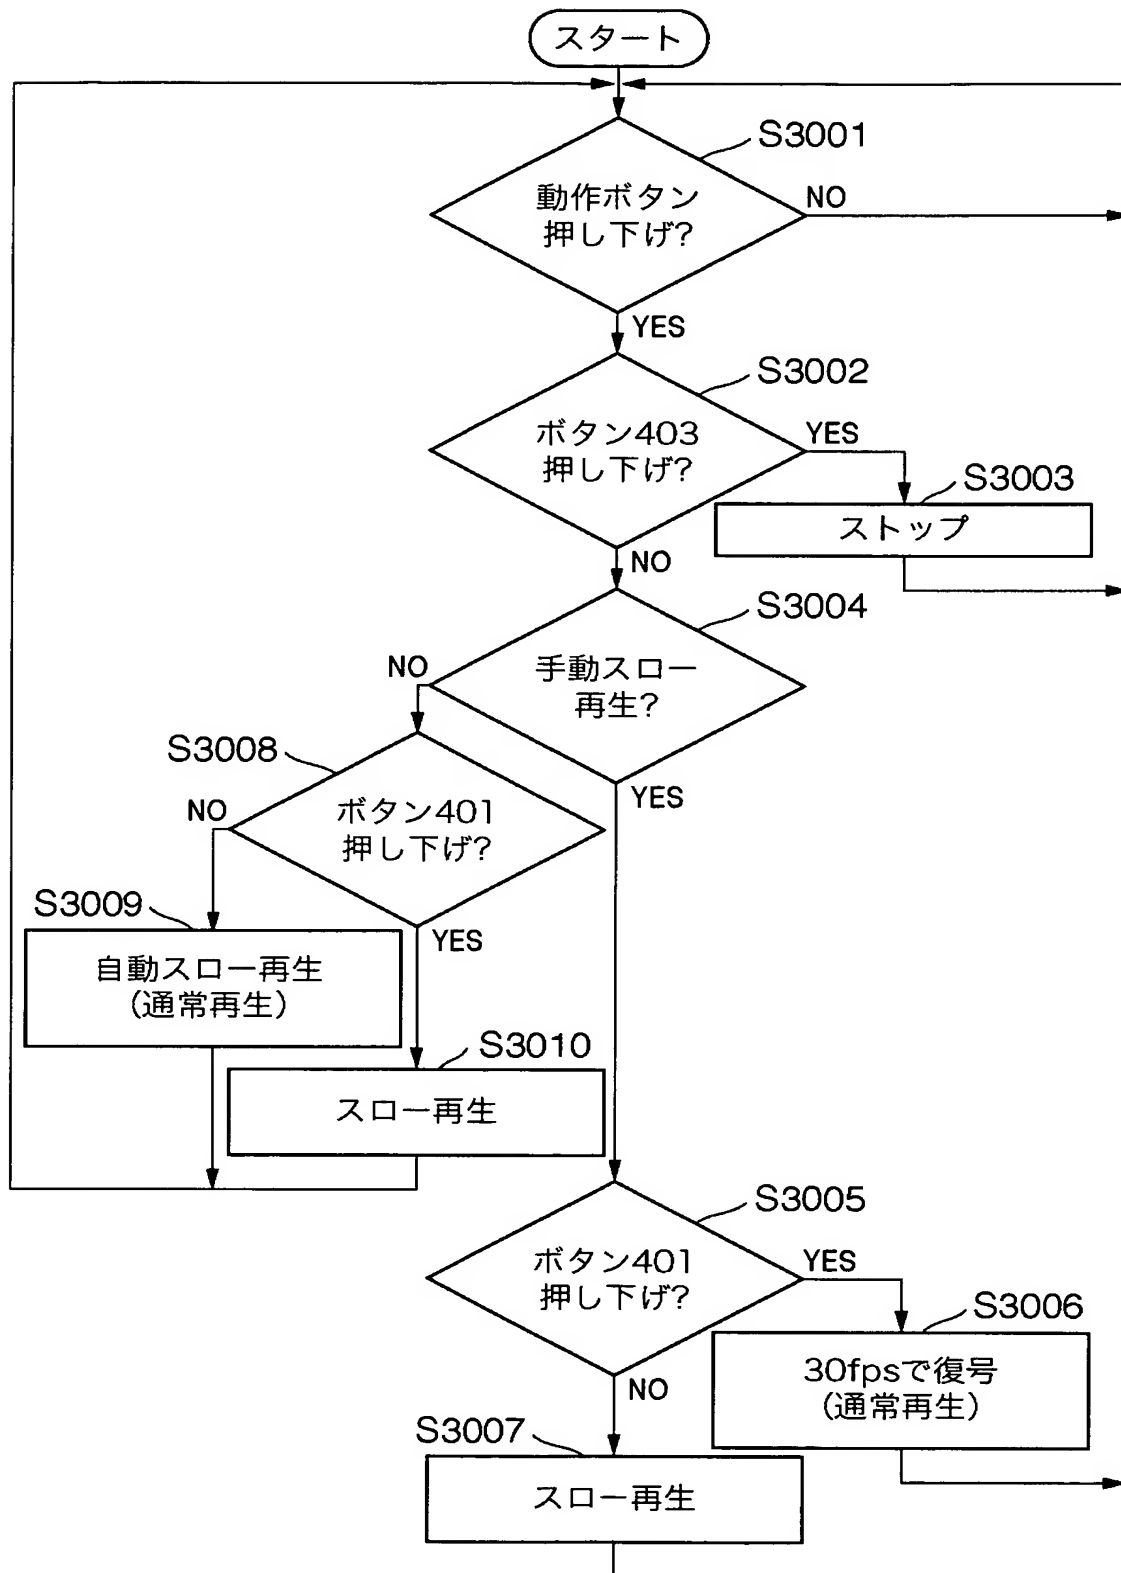 スタート
S3001
動作ボタン
押し下げ?
NO
YES
S3002
ボタン403
押し下げ?
YES
S3003
ストップ
NO
S3004
手動スロー
再生?
NO
YES
S3008
ボタン401
押し下げ?
NO
YES
S3009
自動スロー再生
(通常再生)
S3010
スロー再生
S3005
ボタン401
押し下げ?
YES
S3006
30fpsで復号
(通常再生)
NO
S3007
スロー再生